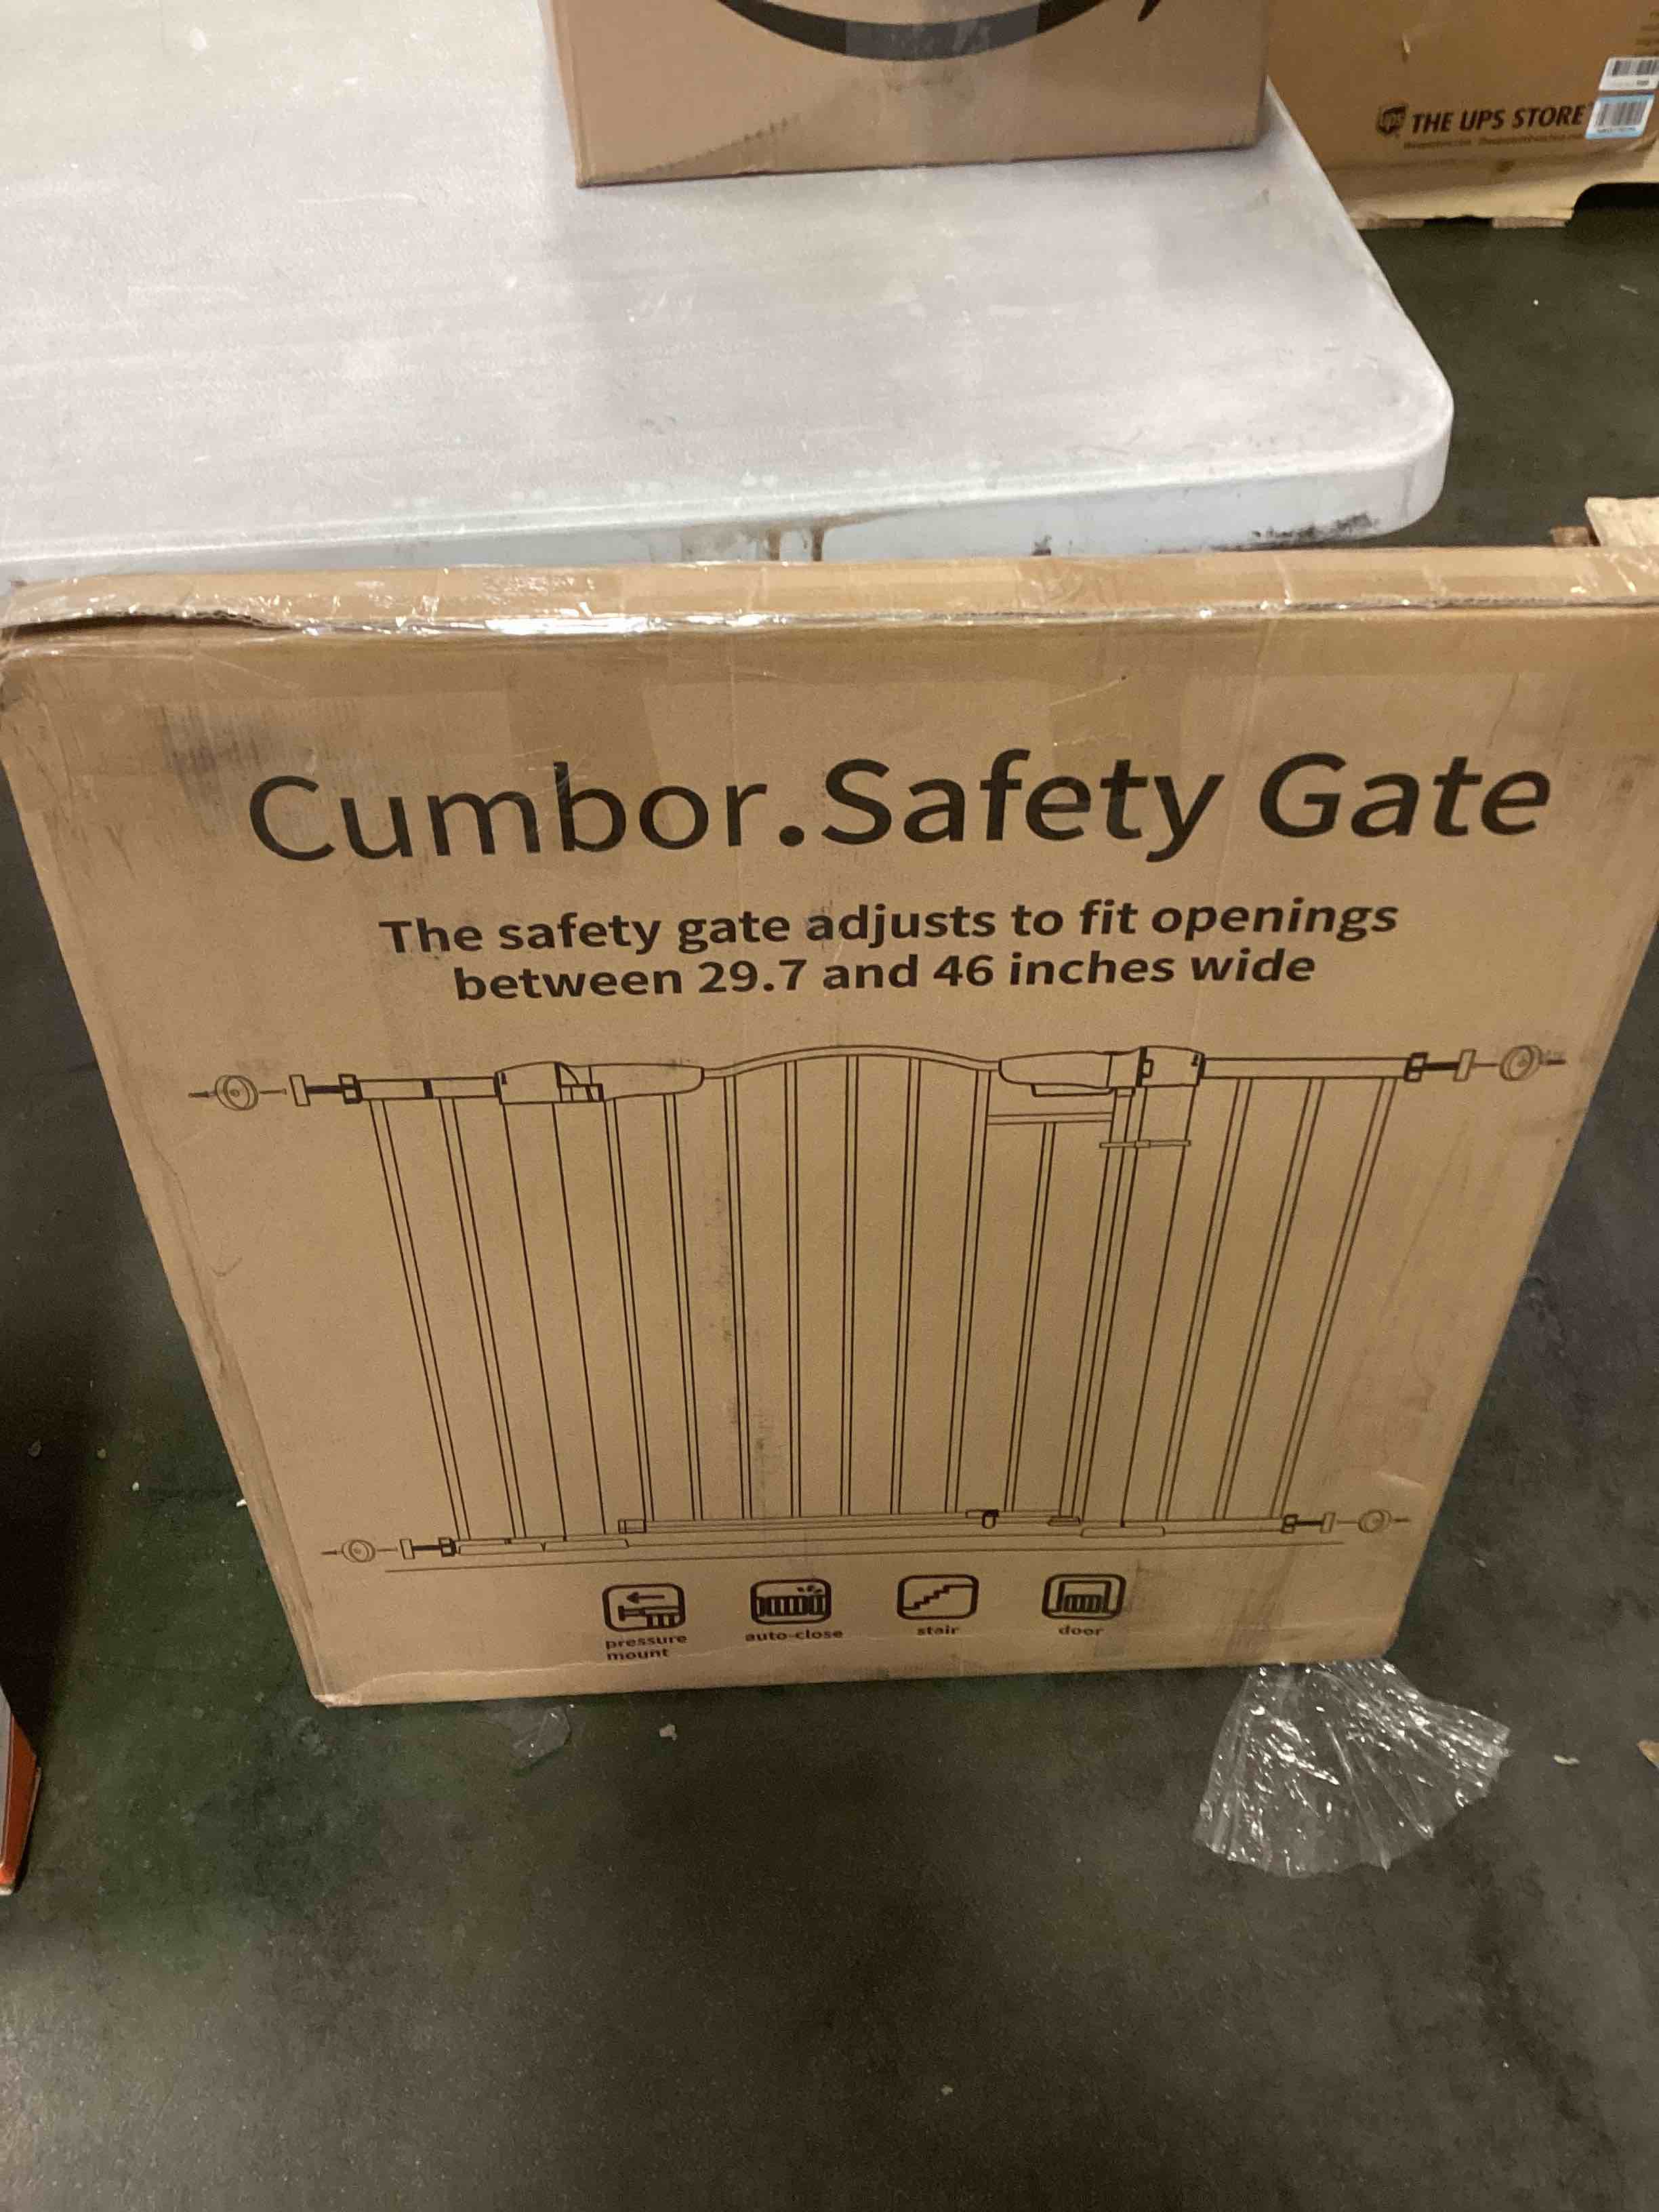 ups THE UPS STORE
Cumbor.Safety Gate
The safety gate adjusts to fit openings
between 29.7 and 46 inches wide
pressure
mount
auto-close
stair
door